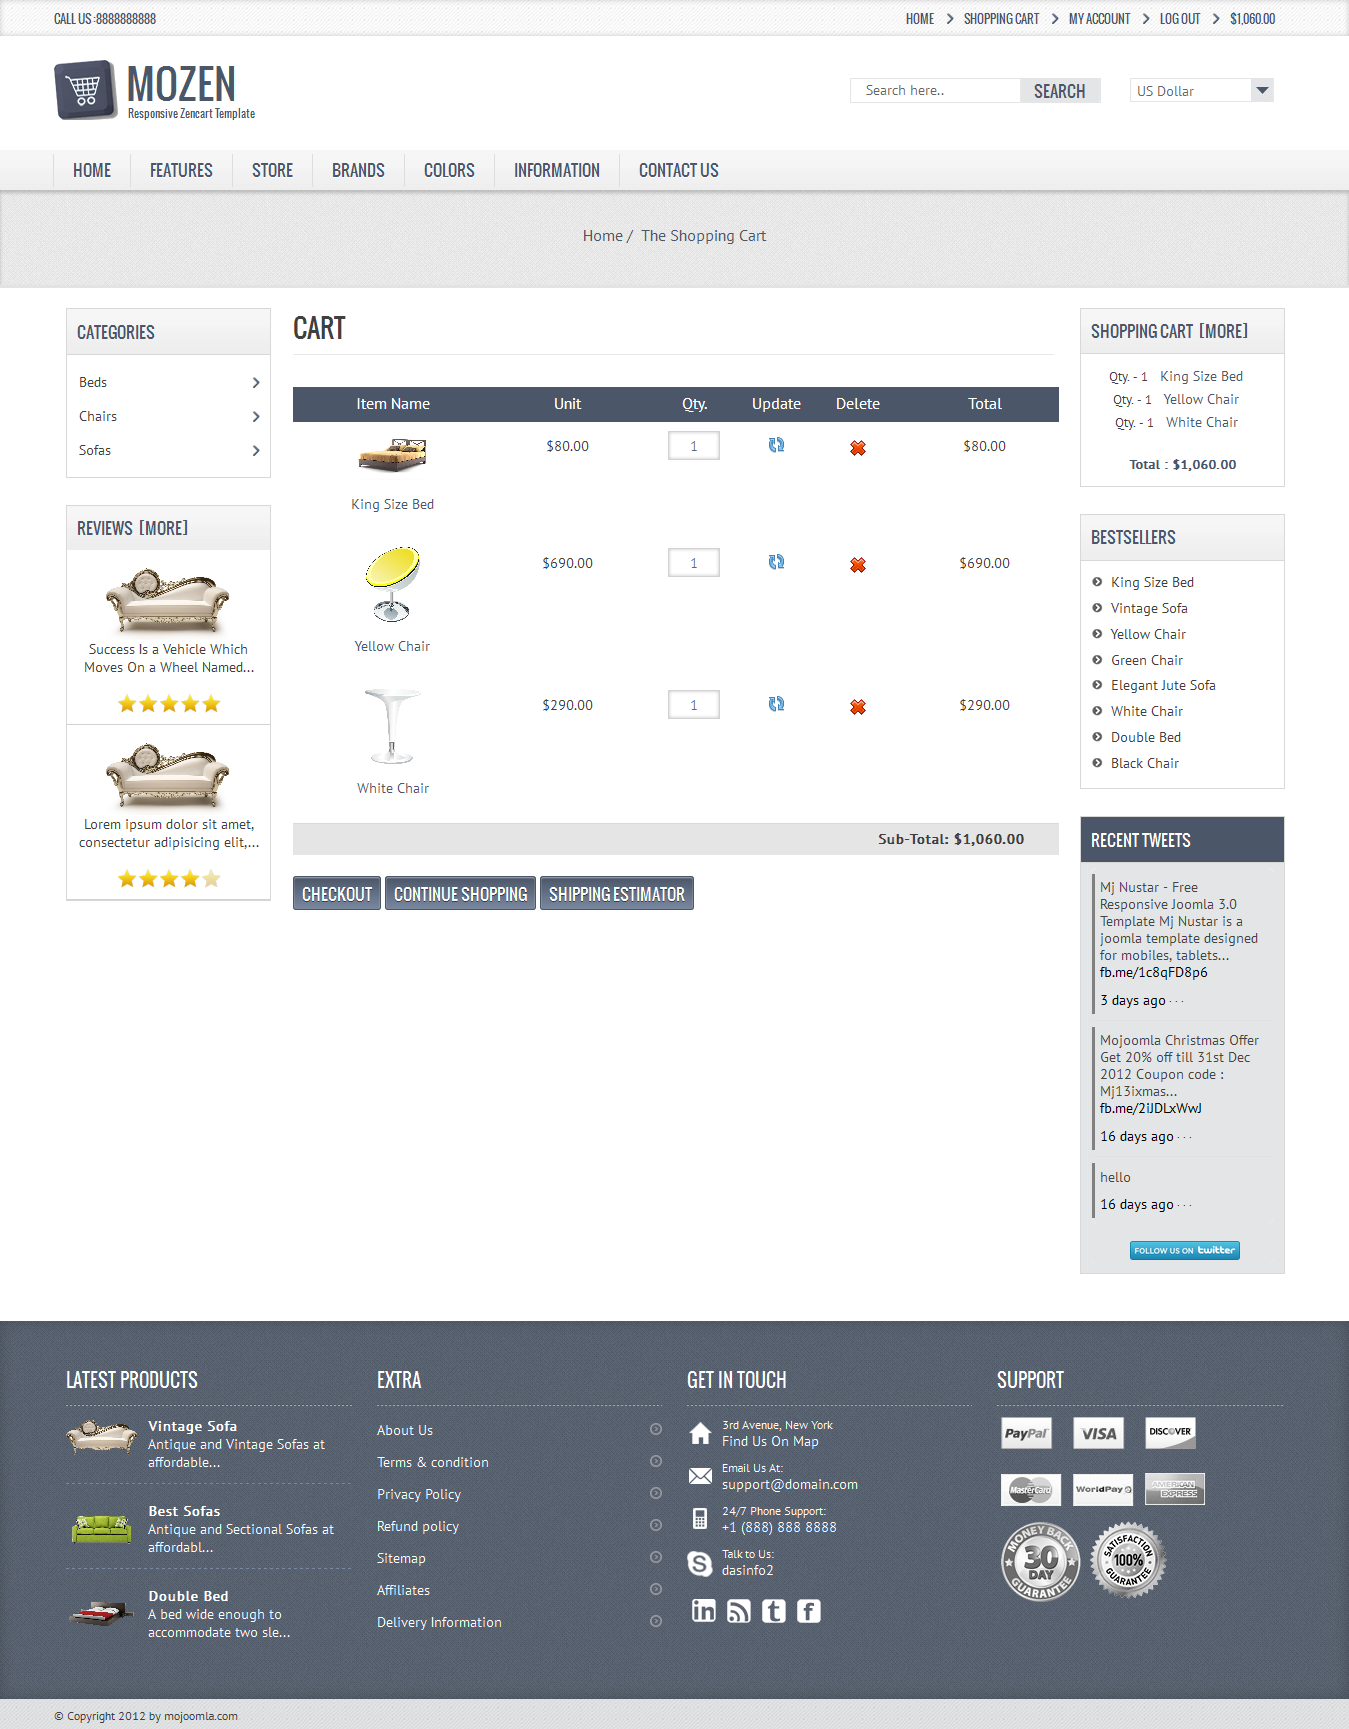 CALL US :8888888888
HOME SHOPPING CART MY ACCOUNT LOG OUT $1,060.00
MOZEN
Responsive Zencart Template
Search here.. SEARCH US Dollar
HOME FEATURES STORE BRANDS COLORS INFORMATION CONTACT US
Home / The Shopping Cart
CATEGORIES
Beds
Chairs
Sofas
REVIEWS [MORE]
Success Is a Vehicle Which
Moves On a Wheel Named...
Lorem ipsum dolor sit amet,
consectetur adipisicing elit,...
CART
Item Name Unit Qty. Update Delete Total
$80.00 1 $80.00
King Size Bed
$690.00 1 $690.00
Yellow Chair
$290.00 1 $290.00
White Chair
Sub-Total: $1,060.00
CHECKOUT CONTINUE SHOPPING SHIPPING ESTIMATOR
SHOPPING CART [MORE]
Qty. - 1 King Size Bed
Qty. - 1 Yellow Chair
Qty. - 1 White Chair
Total : $1,060.00
BESTSELLERS
King Size Bed
Vintage Sofa
Yellow Chair
Green Chair
Elegant Jute Sofa
White Chair
Double Bed
Black Chair
RECENT TWEETS
Mj Nustar - Free
Responsive Joomla 3.0
Template Mj Nustar is a
joomla template designed
for mobiles, tablets...
fb.me/1c8qFD8p6
3 days ago · · ·
Mojoomla Christmas Offer
Get 20% off till 31st Dec
2012 Coupon code :
Mj13ixmas...
fb.me/2iJDLxWwJ
16 days ago · · ·
hello
16 days ago · · ·
FOLLOW US ON twitter
LATEST PRODUCTS
Vintage Sofa
Antique and Vintage Sofas at
affordable...
Best Sofas
Antique and Sectional Sofas at
affordabl...
Double Bed
A bed wide enough to
accommodate two sle...
EXTRA
About Us
Terms & condition
Privacy Policy
Refund policy
Sitemap
Affiliates
Delivery Information
GET IN TOUCH
3rd Avenue, New York
Find Us On Map
Email Us At:
support@domain.com
24/7 Phone Support:
+1 (888) 888 8888
Talk to Us:
dasinfo2
SUPPORT
PayPal VISA DISCOVER
MasterCard WorldPay AMERICAN EXPRESS
MONEY BACK
30
DAY
GUARANTEE
SATISFACTION
100%
GUARANTEE
© Copyright 2012 by mojoomla.com